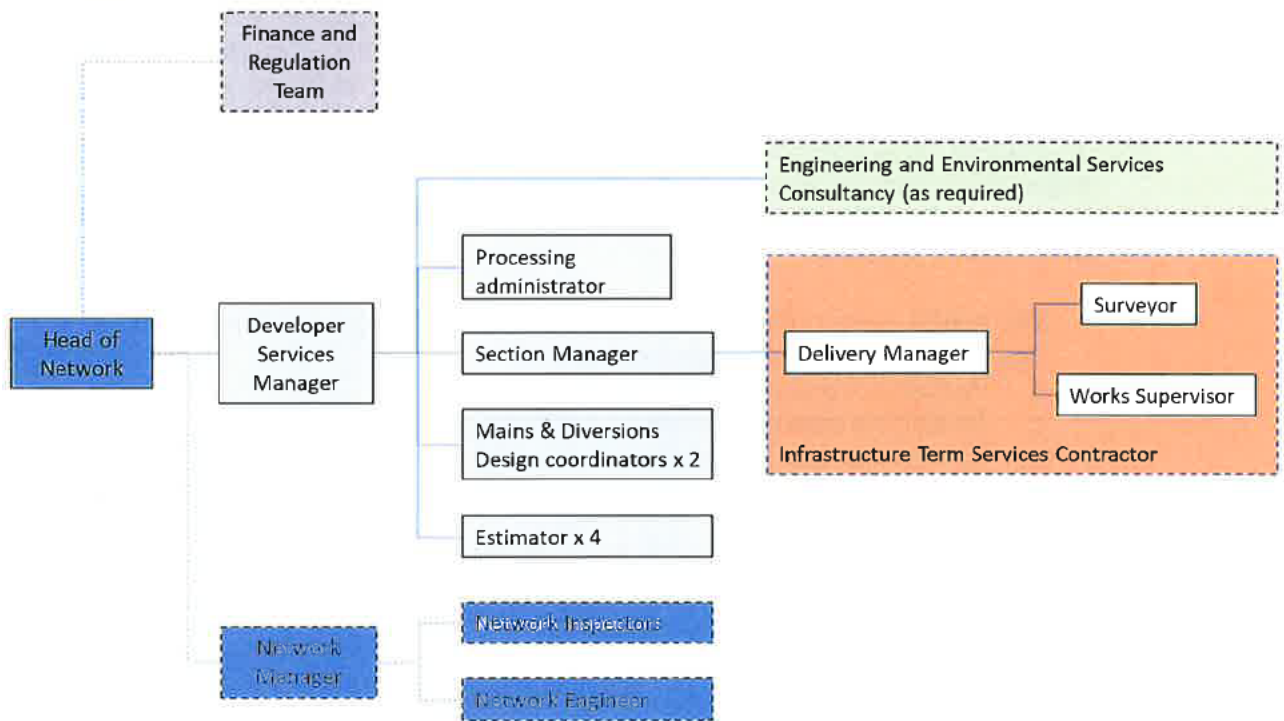 Finance and
Regulation
Team
Engineering and Environmental Services
Consultancy (as required)
Processing
administrator
Surveyor
Head of
Network
Developer
Services
Manager
Section Manager
Delivery Manager
Works Supervisor
Mains & Diversions
Design coordinators x 2
Infrastructure Term Services Contractor
Estimator x 4
Network
Manager
Network Inspectors
Network Engineer